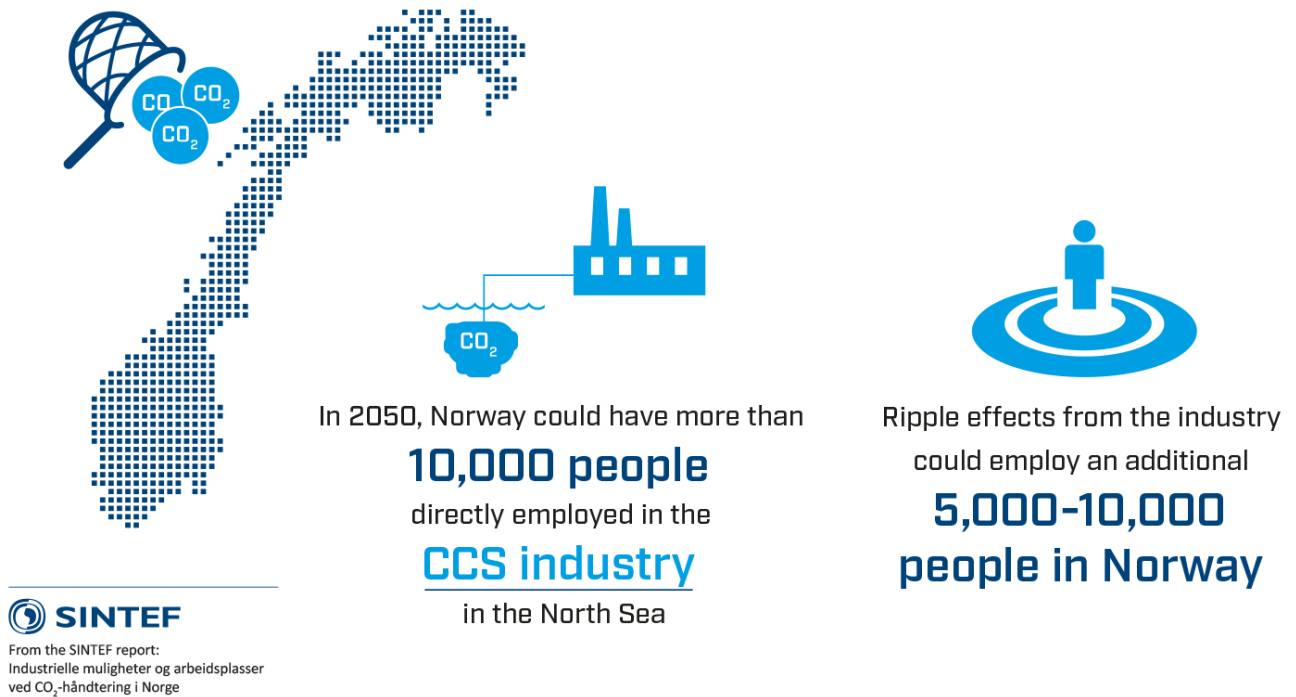 CO
CO₂
CO₂
CO₂
In 2050, Norway could have more than
10,000 people
directly employed in the
CCS industry
in the North Sea
Ripple effects from the industry
could employ an additional
5,000-10,000
people in Norway
SINTEF
From the SINTEF report:
Industrielle muligheter og arbeidsplasser
ved CO₂-håndtering i Norge